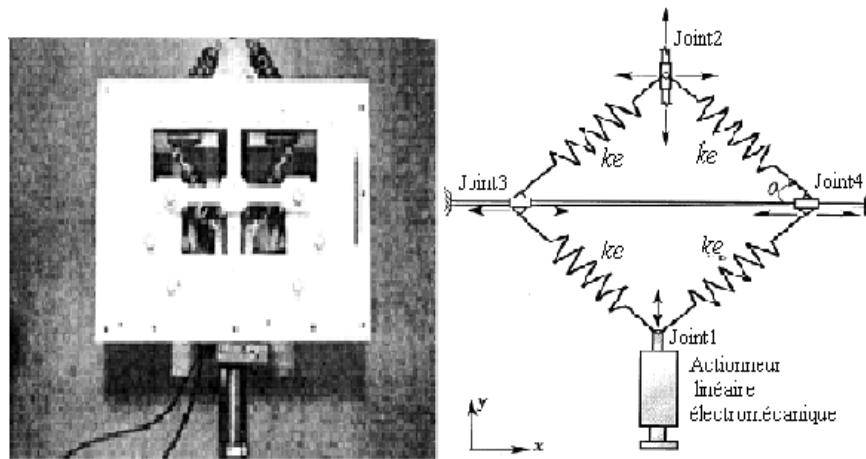 Joint2
ke
ke
Joint3
Joint4
α
ke
ke
Joint1
Actionneur
linéaire
électromécanique
y
x